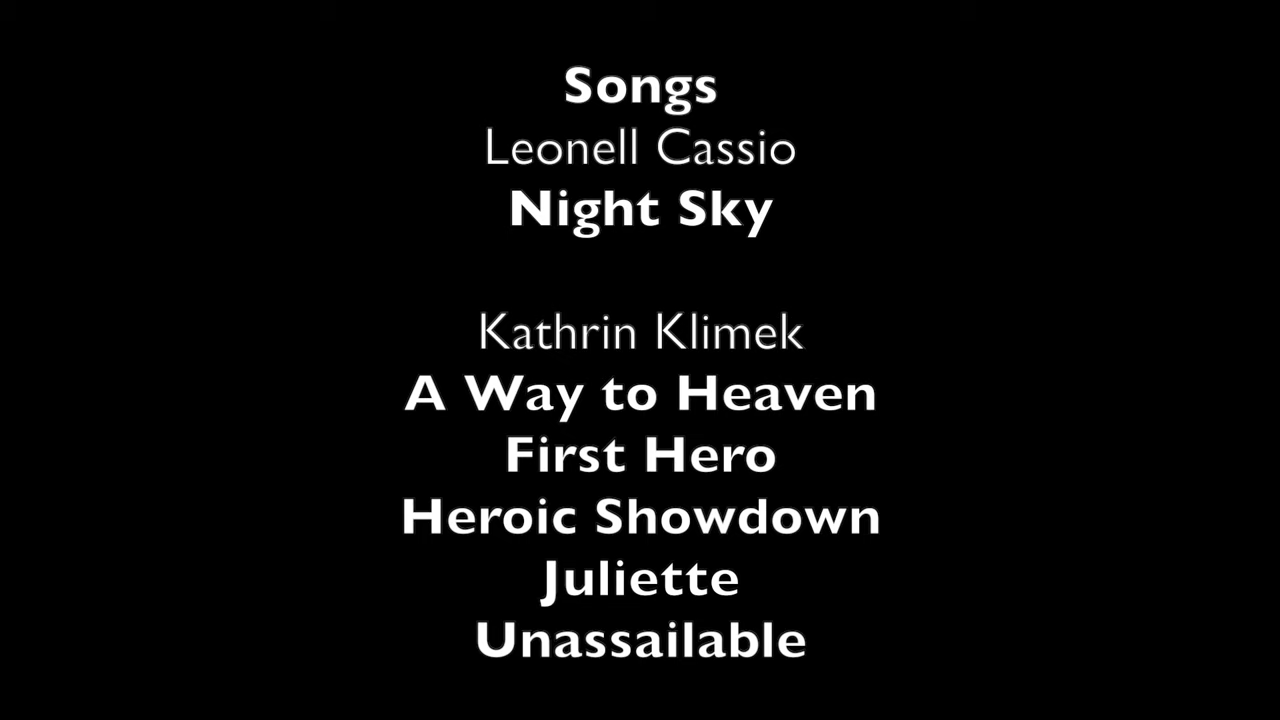 Songs
Leonell Cassio
Night Sky
Kathrin Klimek
A Way to Heaven
First Hero
Heroic Showdown
Juliette
Unassailable